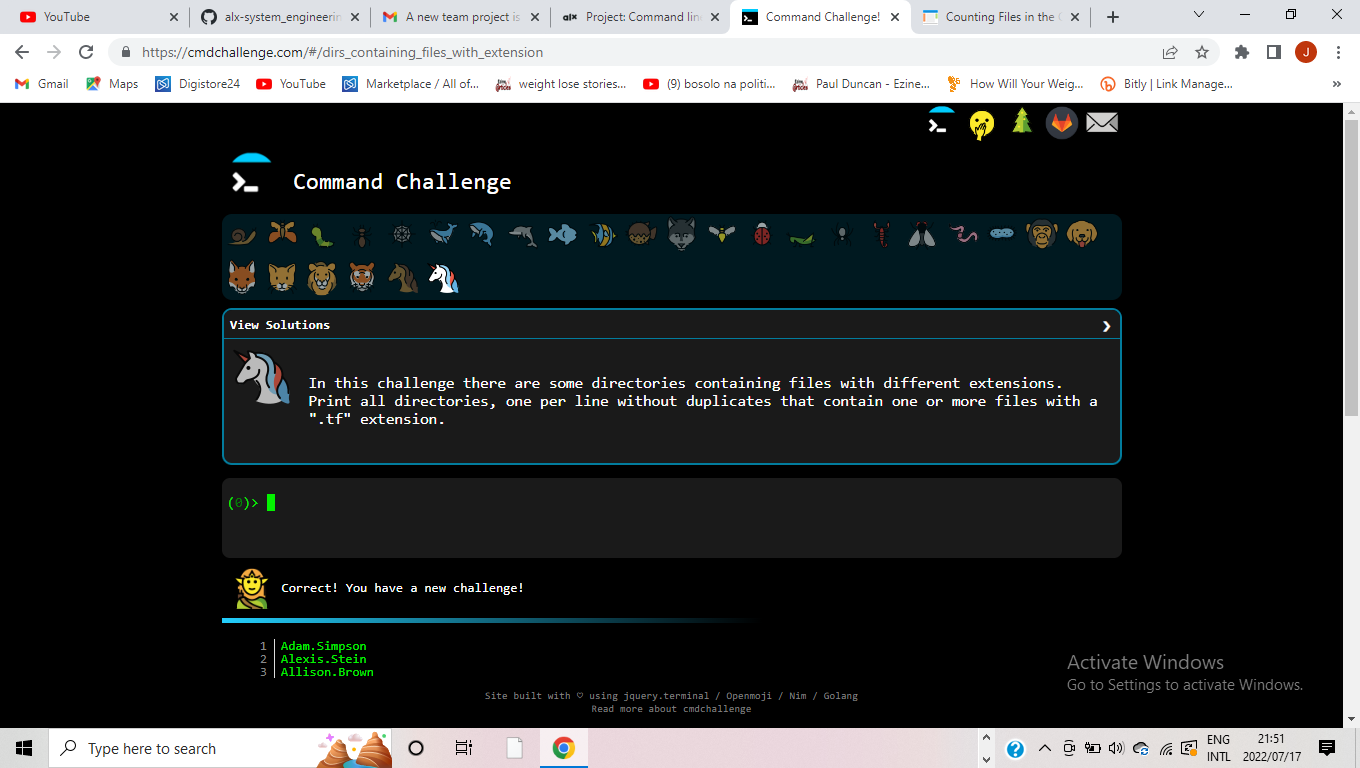 YouTube
alx-system_engineerin
A new team project is
Project: Command lin
Command Challenge!
Counting Files in the
https://cmdchallenge.com/#/dirs_containing_files_with_extension
J
Gmail
Maps
Digistore24
YouTube
Marketplace / All of...
weight lose stories...
(9) bosolo na politi...
Paul Duncan - Ezine...
How Will Your Weig...
Bitly | Link Manage...
»
Command Challenge
View Solutions
In this challenge there are some directories containing files with different extensions.
Print all directories, one per line without duplicates that contain one or more files with a
".tf" extension.
(0)>
Correct! You have a new challenge!
1 Adam.Simpson
2 Alexis.Stein
3 Allison.Brown
Activate Windows
Go to Settings to activate Windows.
Site built with ♡ using jquery.terminal / Openmoji / Nim / Golang
Read more about cmdchallenge
Type here to search
ENG
INTL
21:51
2022/07/17